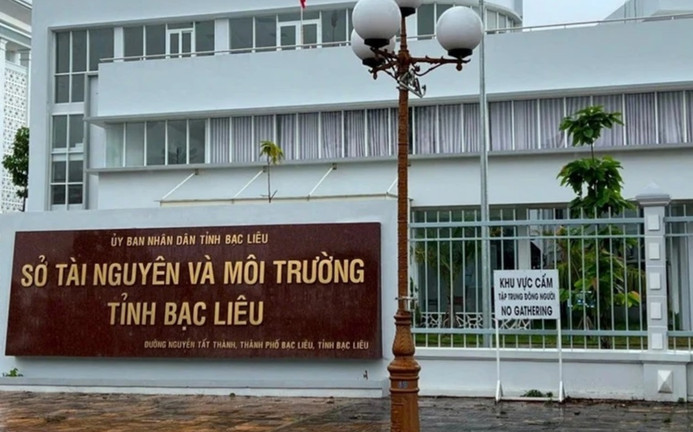 ỦY BAN NHÂN DÂN TỈNH BẠC LIÊU
SỞ TÀI NGUYÊN VÀ MÔI TRƯỜNG
TỈNH BẠC LIÊU
ĐƯỜNG NGUYỄN TẤT THÀNH, THÀNH PHỐ BẠC LIÊU, TỈNH BẠC LIÊU
KHU VỰC CẤM
TẬP TRUNG ĐÔNG NGƯỜI
NO GATHERING